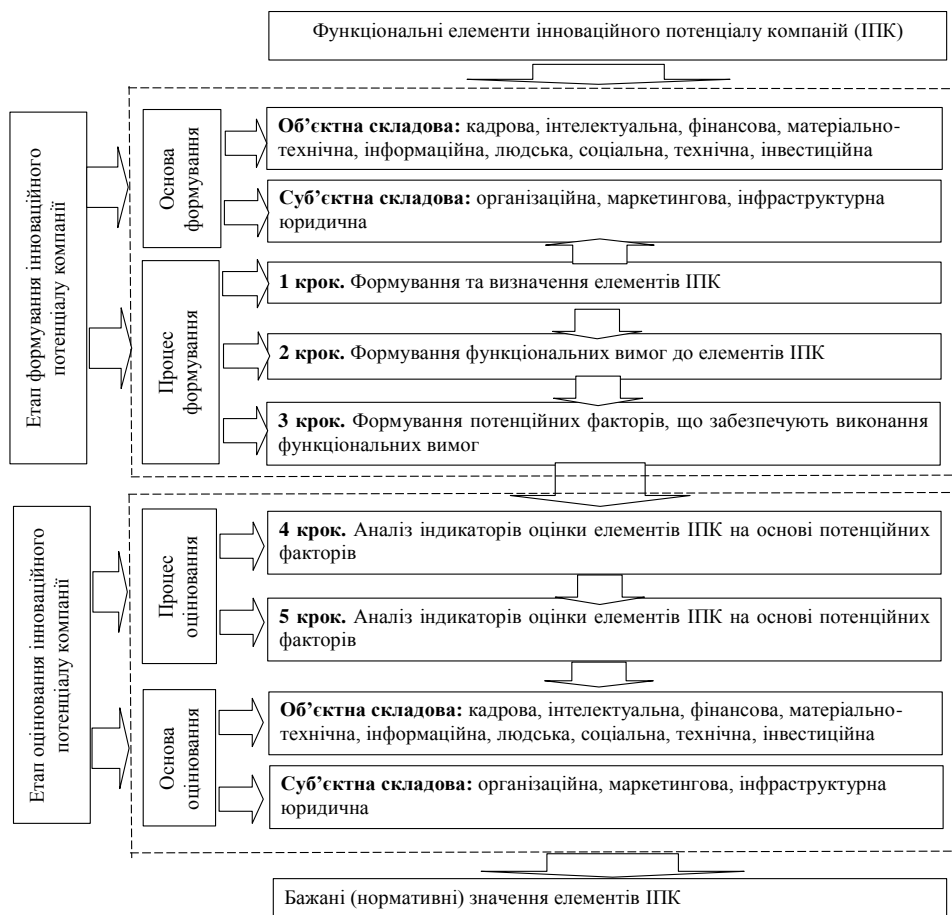 Функціональні елементи інноваційного потенціалу компаній (ІПК)
Етап формування інноваційного
потенціалу компанії
Основа
формування
Об’єктна складова: кадрова, інтелектуальна, фінансова, матеріально-
технічна, інформаційна, людська, соціальна, технічна, інвестиційна
Суб’єктна складова: організаційна, маркетингова, інфраструктурна
юридична
Процес
формування
1 крок. Формування та визначення елементів ІПК
2 крок. Формування функціональних вимог до елементів ІПК
3 крок. Формування потенційних факторів, що забезпечують виконання
функціональних вимог
Етап оцінювання інноваційного
потенціалу компанії
Процес
оцінювання
4 крок. Аналіз індикаторів оцінки елементів ІПК на основі потенційних
факторів
5 крок. Аналіз індикаторів оцінки елементів ІПК на основі потенційних
факторів
Основа
оцінювання
Об’єктна складова: кадрова, інтелектуальна, фінансова, матеріально-
технічна, інформаційна, людська, соціальна, технічна, інвестиційна
Суб’єктна складова: організаційна, маркетингова, інфраструктурна
юридична
Бажані (нормативні) значення елементів ІПК